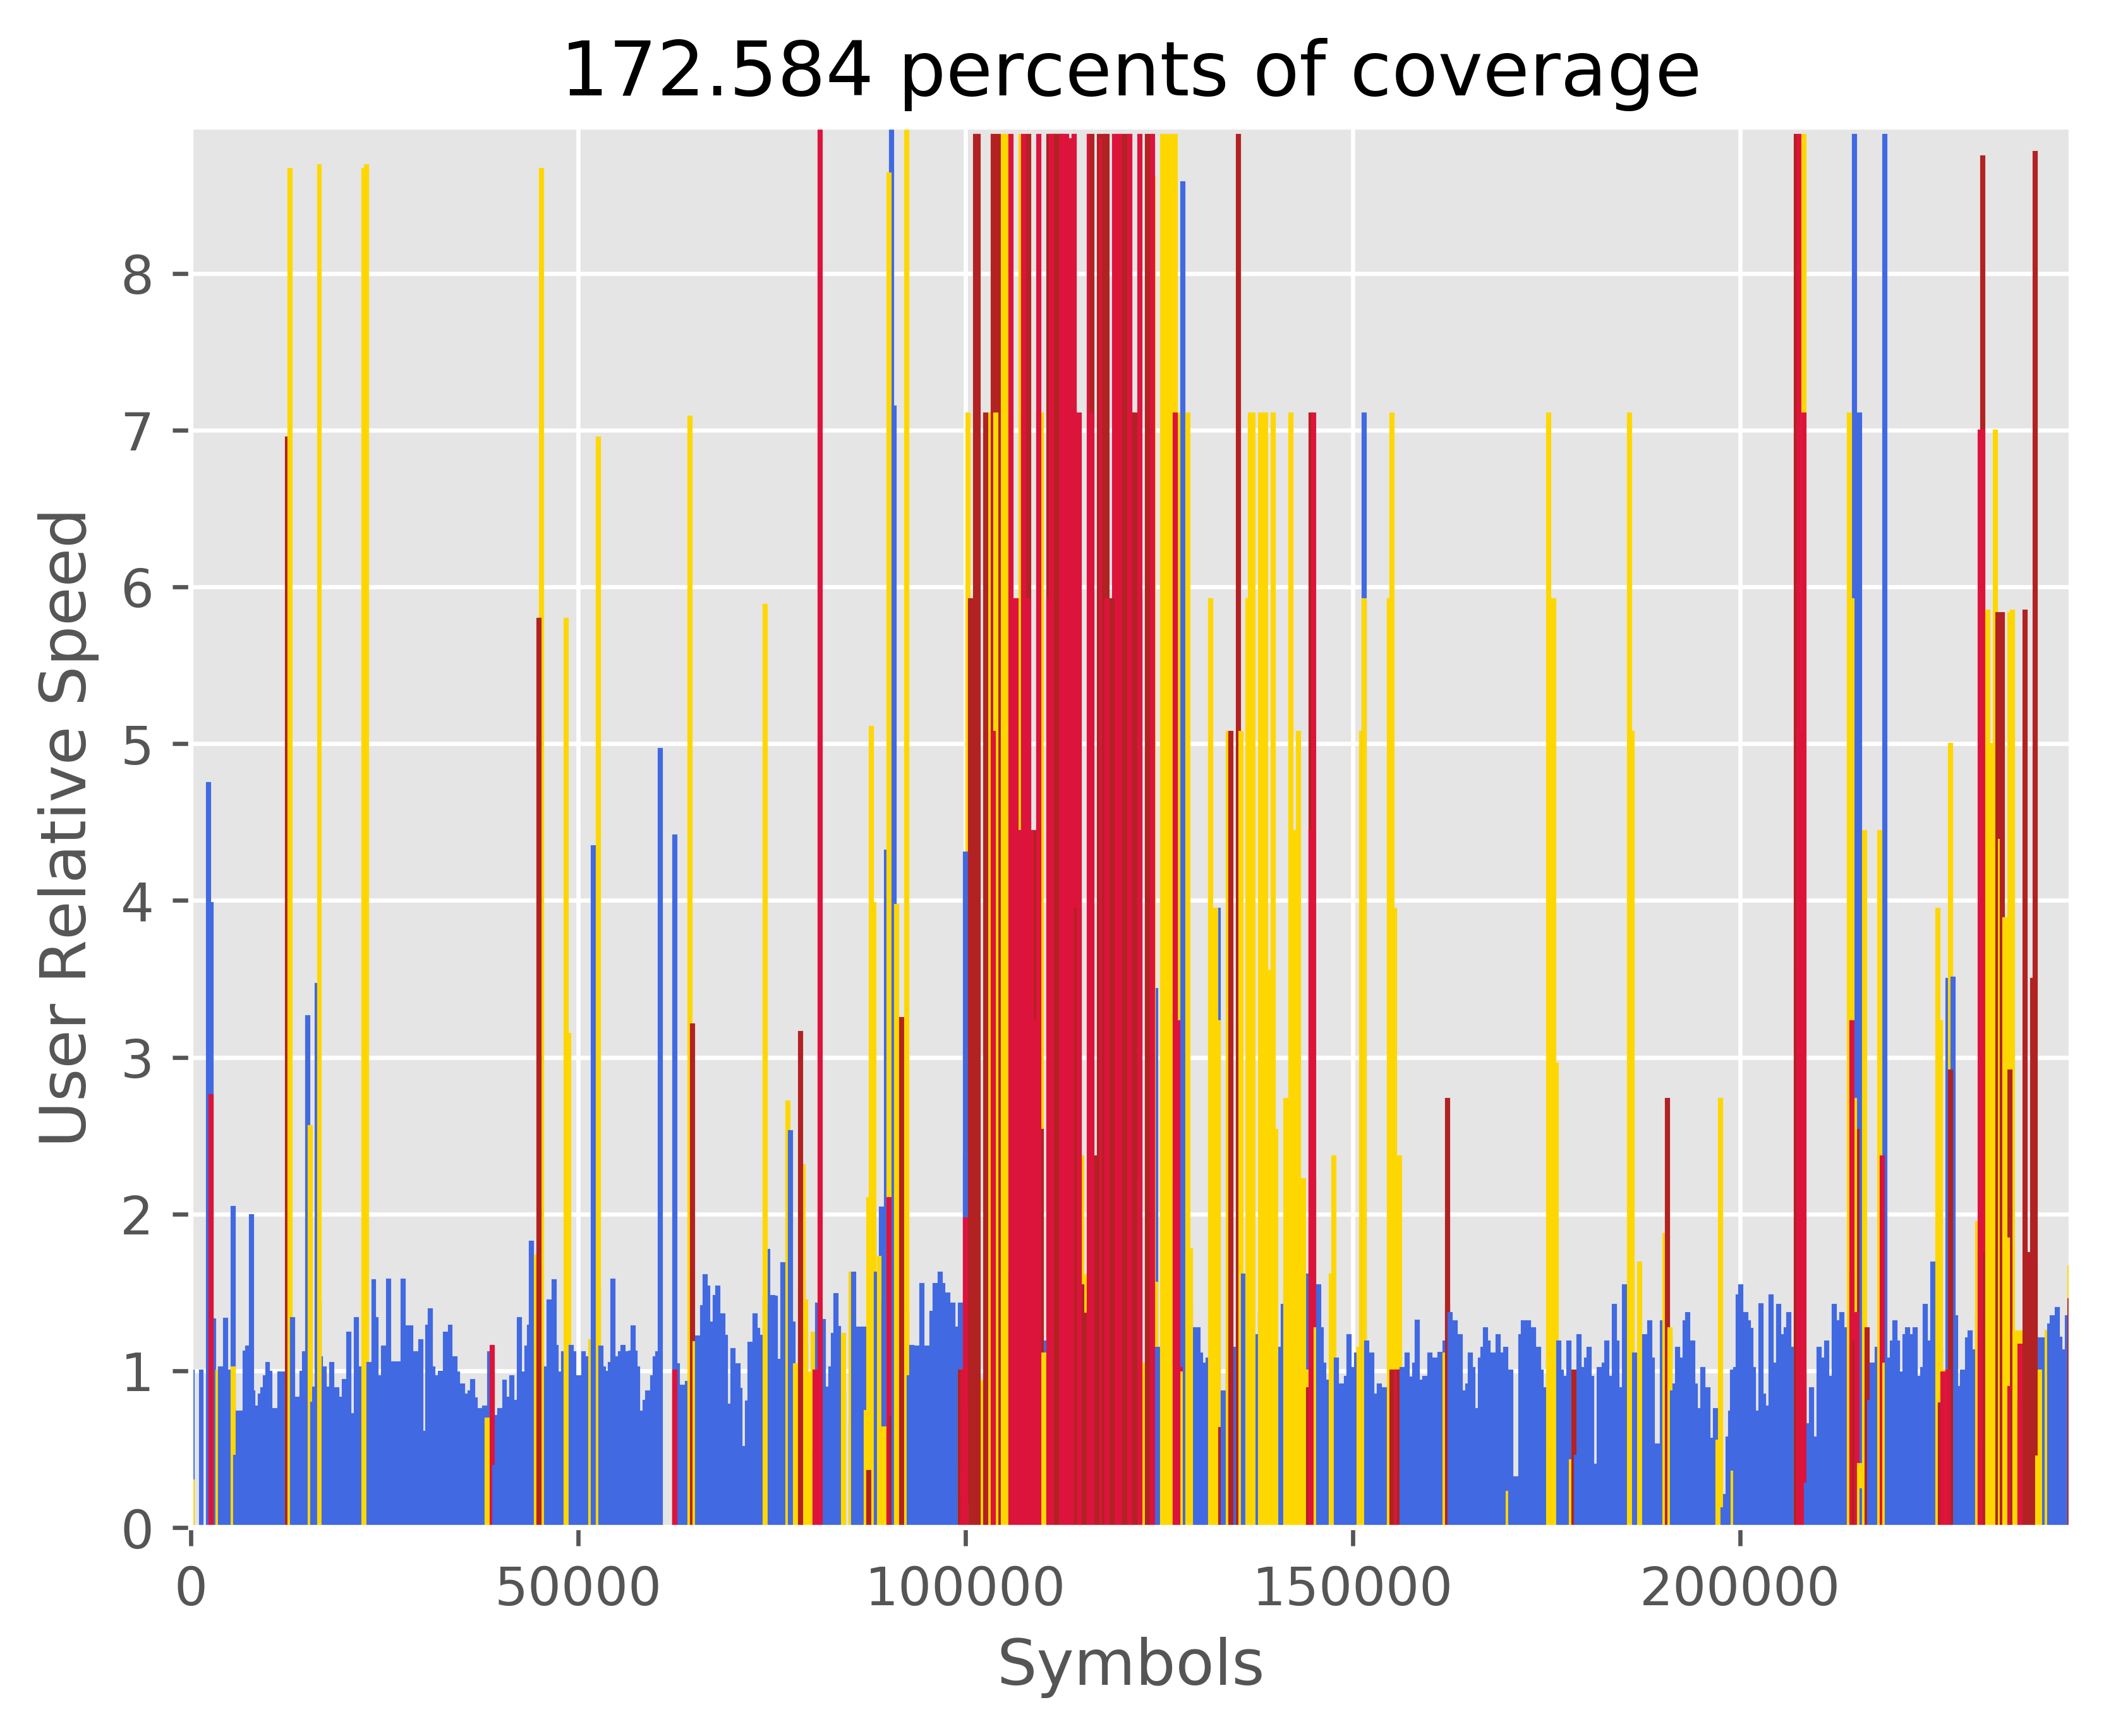 172.584 percents of coverage
8
7
6
5
4
3
2
1
0
User Relative Speed
0 50000 100000 150000 200000
Symbols